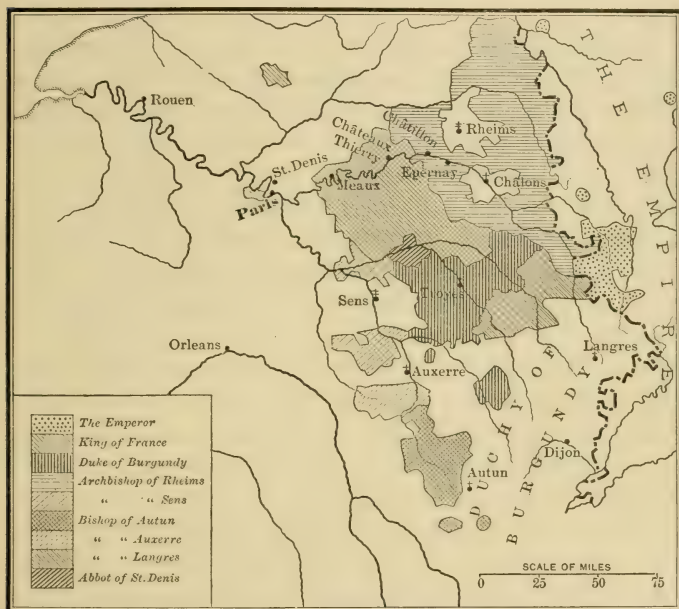 THE EMPIRE
Rouen
Rheims
Châtillon
Châteaux
Thierry
St. Denis
Epernay
Meaux
Châlons
Paris
Sens
Troyes
Orleans
Langres
Auxerre
DUCHY OF
BURGUNDY
Dijon
Autun
The Emperor
King of France
Duke of Burgundy
Archbishop of Rheims
" " Sens
Bishop of Autun
" " Auxerre
" " Langres
Abbot of St. Denis
SCALE OF MILES
0 25 50 75